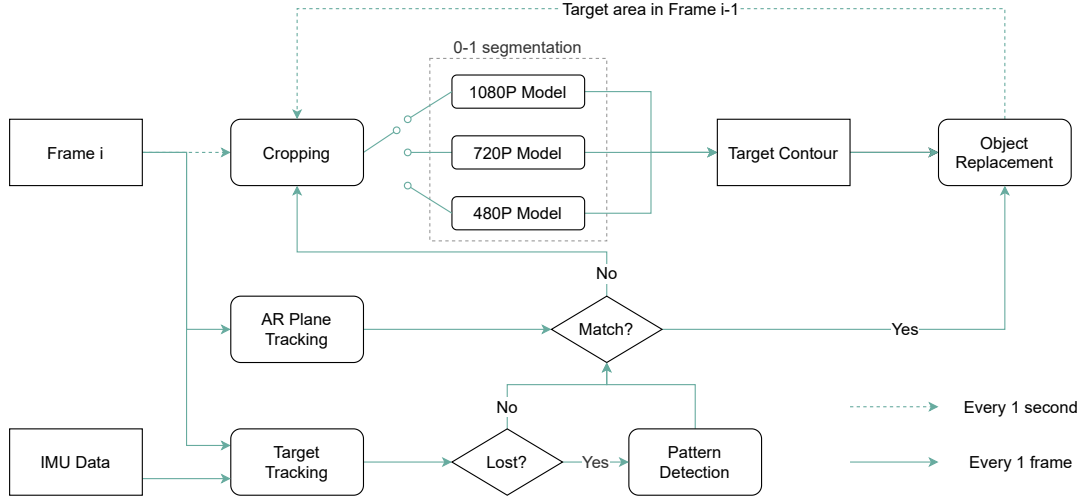 Target area in Frame i-1
0-1 segmentation
1080P Model
Frame i
Cropping
720P Model
Target Contour
Object
Replacement
480P Model
No
AR Plane
Tracking
Match?
Yes
No
Every 1 second
IMU Data
Target
Tracking
Lost?
Yes
Pattern
Detection
Every 1 frame